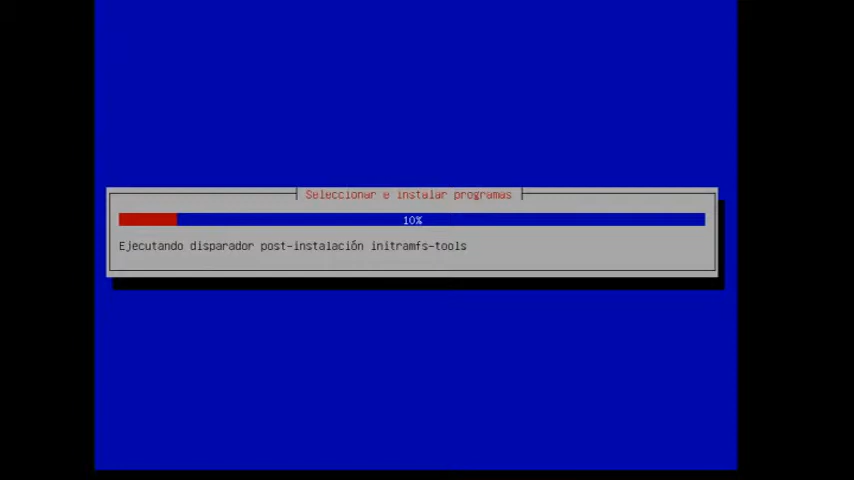 Seleccionar e instalar programas
10%
Ejecutando disparador post-instalación initramfs-tools